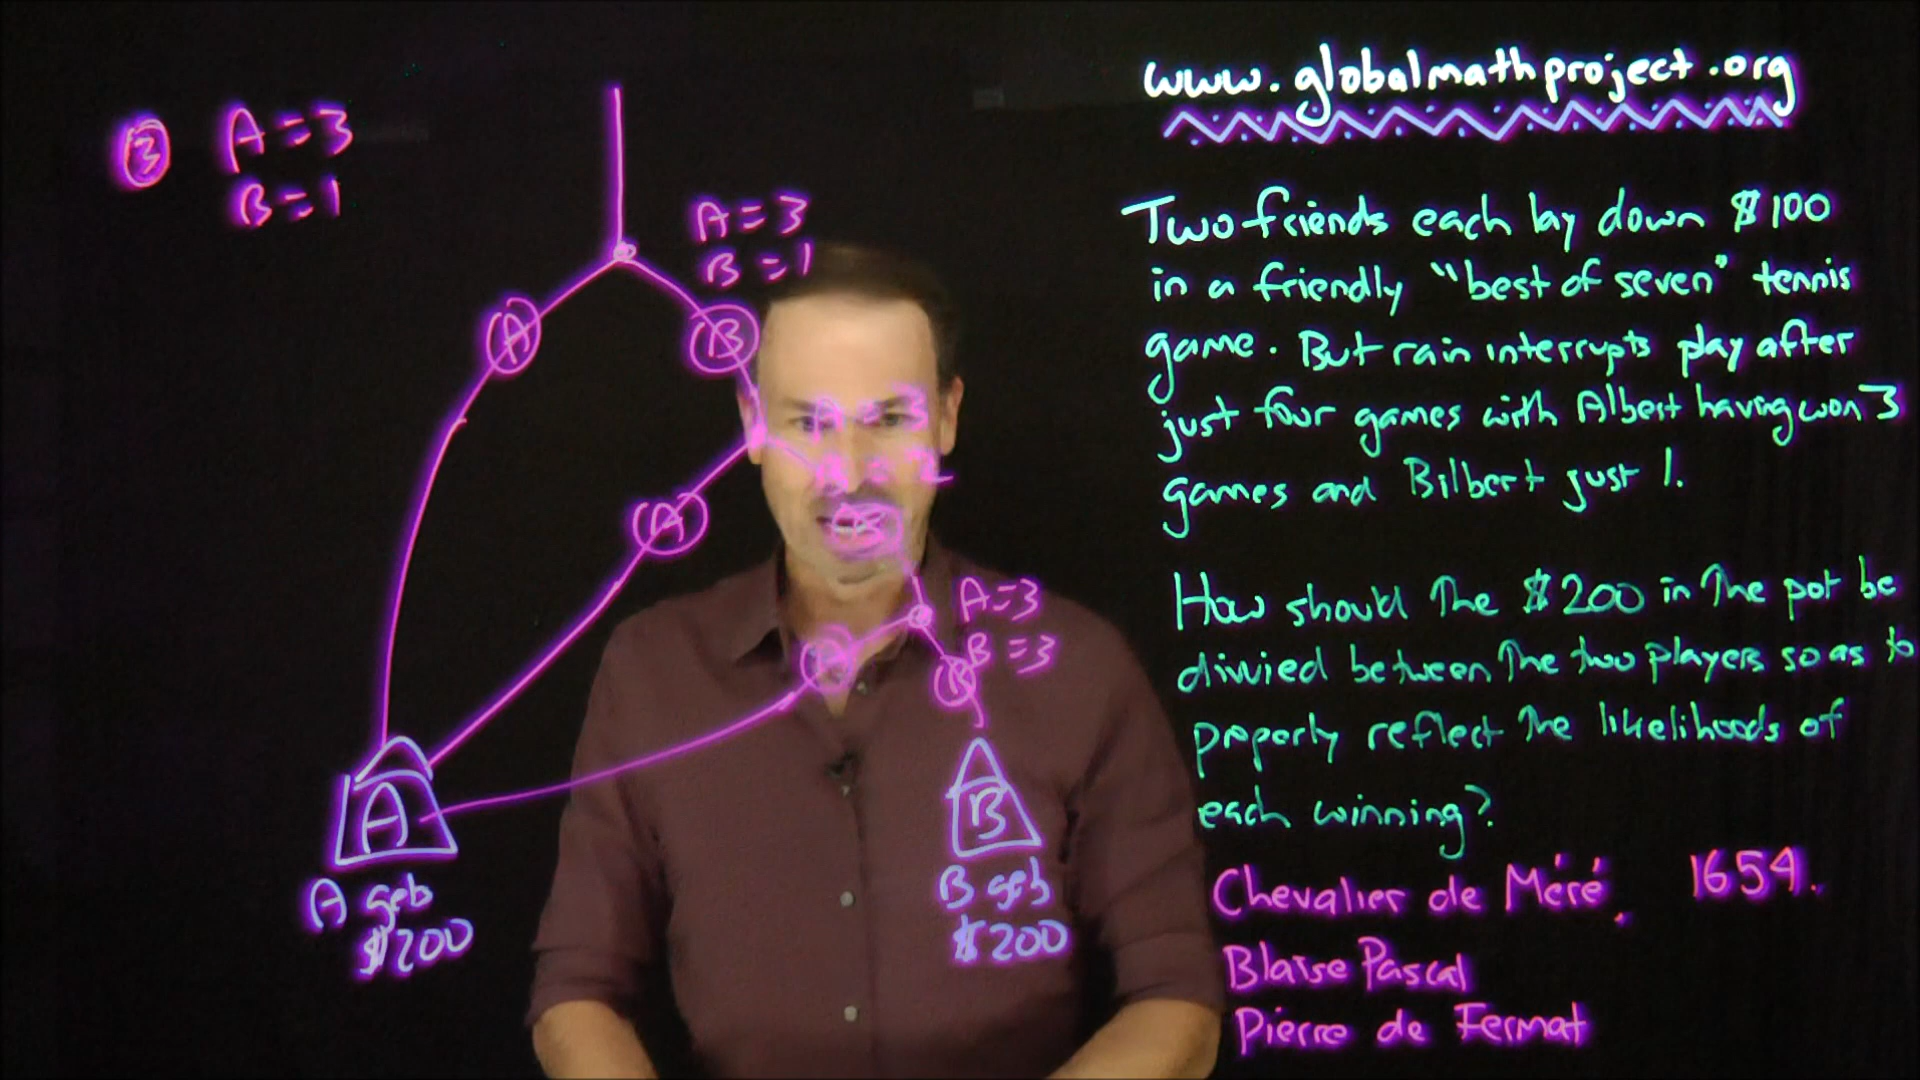 ③ A = 3
B = 1
A = 3
B = 1
A
B
A = 3
B = 2
A
B
A = 3
B = 3
A
B
A
B
A gets
$200
B gets
$200
www.globalmathproject.org
Two friends each lay down $100
in a friendly "best of seven" tennis
game. But rain interrupts play after
just four games with Albert having won 3
games and Bilbert just 1.
How should the $200 in the pot be
divvied between the two players so as to
properly reflect the likelihoods of
each winning?
Chevalier de Méré, 1654.
Blaise Pascal
Pierre de Fermat